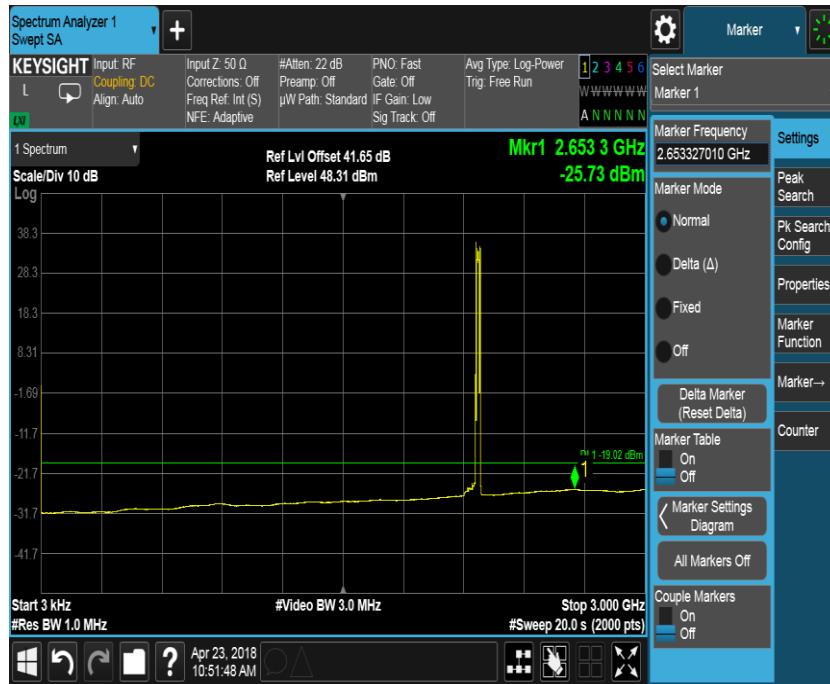 Spectrum Analyzer 1
Swept SA
+
Marker
KEYSIGHT
L
LXI
Input: RF
Coupling: DC
Align: Auto
Input Z: 50 Ω
Corrections: Off
Freq Ref: Int (S)
NFE: Adaptive
#Atten: 22 dB
Preamp: Off
µW Path: Standard
PNO: Fast
Gate: Off
IF Gain: Low
Sig Track: Off
Avg Type: Log-Power
Trig: Free Run
1 2 3 4 5 6
W W W W W W
A N N N N N
Select Marker
Marker 1
1 Spectrum
Scale/Div 10 dB
Log
Ref Lvl Offset 41.65 dB
Ref Level 48.31 dBm
Mkr1 2.653 3 GHz
-25.73 dBm
38.3
28.3
18.3
8.31
-1.69
-11.7
-21.7
-31.7
-41.7
1 -19.02 dBm
1
Start 3 kHz
#Res BW 1.0 MHz
#Video BW 3.0 MHz
Stop 3.000 GHz
#Sweep 20.0 s (2000 pts)
Marker Frequency
2.653327010 GHz
Marker Mode
Normal
Delta (Δ)
Fixed
Off
Delta Marker
(Reset Delta)
Marker Table
On
Off
Marker Settings
Diagram
All Markers Off
Couple Markers
On
Off
Settings
Peak
Search
Pk Search
Config
Properties
Marker
Function
Marker→
Counter
?
Apr 23, 2018
10:51:48 AM